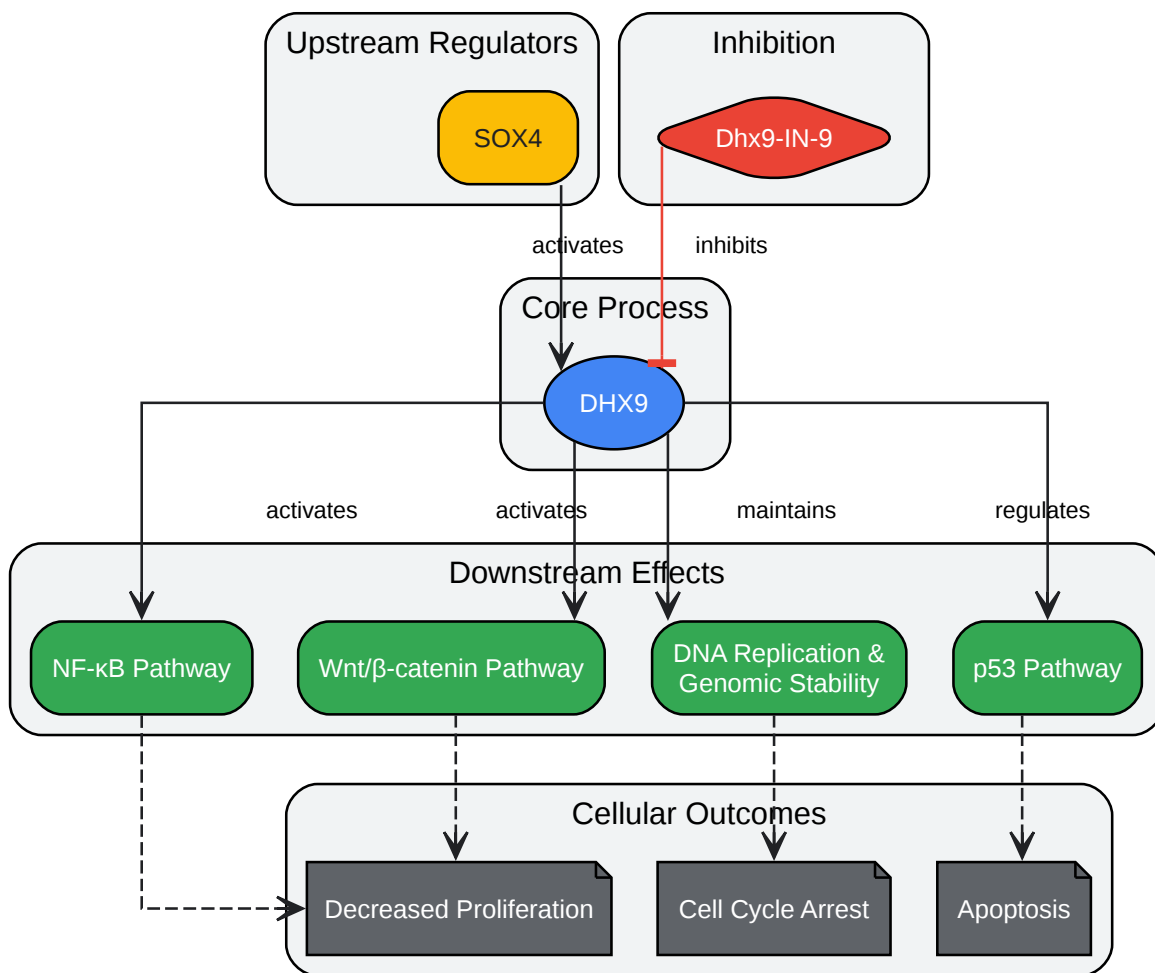 Upstream Regulators
Inhibition
SOX4
Dhx9-IN-9
activates
inhibits
Core Process
DHX9
activates
activates
maintains
regulates
Downstream Effects
NF-κB Pathway
Wnt/β-catenin Pathway
DNA Replication &
Genomic Stability
p53 Pathway
Cellular Outcomes
Decreased Proliferation
Cell Cycle Arrest
Apoptosis